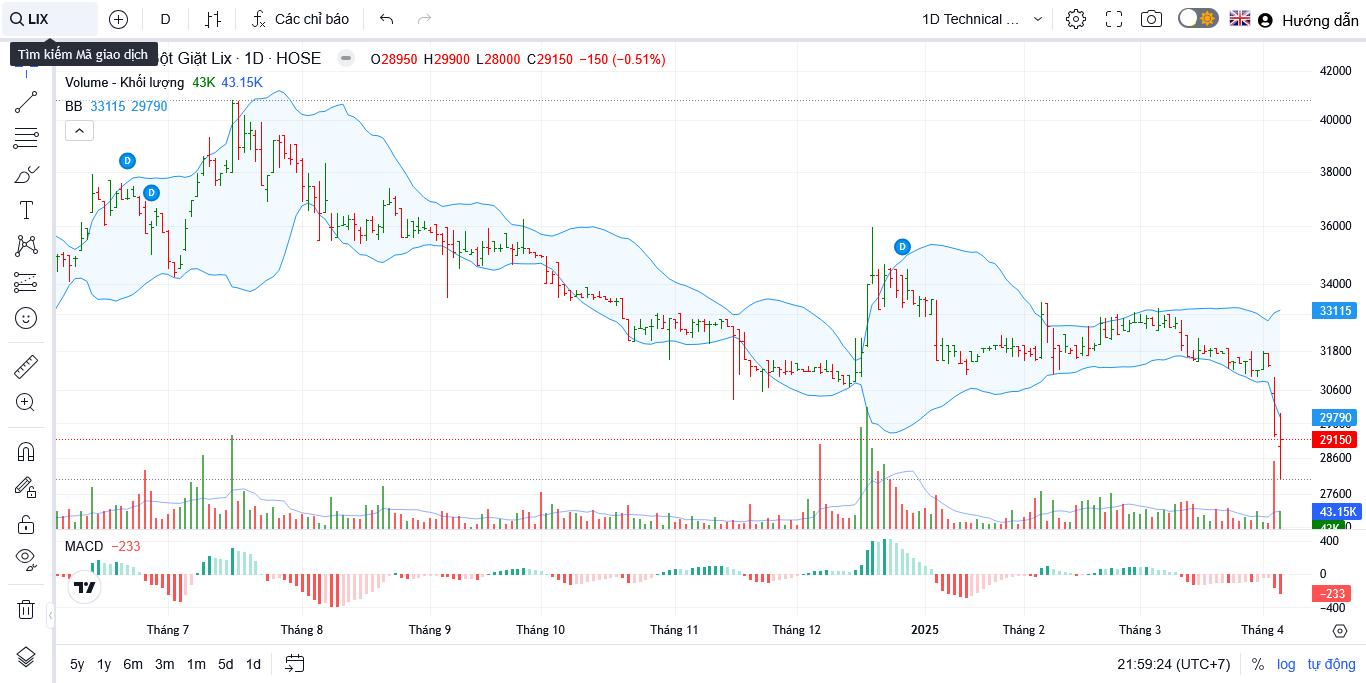 LIX D Các chỉ báo 1D Technical ... Hướng dẫn
Tìm kiếm Mã giao dịch
ột Giặt Lix · 1D · HOSE O28950 H29900 L28000 C29150 −150 (−0.51%)
Volume - Khối lượng 43K 43.15K
BB 33115 29790
D
D
D
42000
40000
38000
36000
34000
33115
31800
30600
29790
29150
28600
27600
43.15K
43K
MACD −233
400
0
−233
−400
Tháng 7 Tháng 8 Tháng 9 Tháng 10 Tháng 11 Tháng 12 2025 Tháng 2 Tháng 3 Tháng 4
5y 1y 6m 3m 1m 5d 1d 21:59:24 (UTC+7) % log tự động